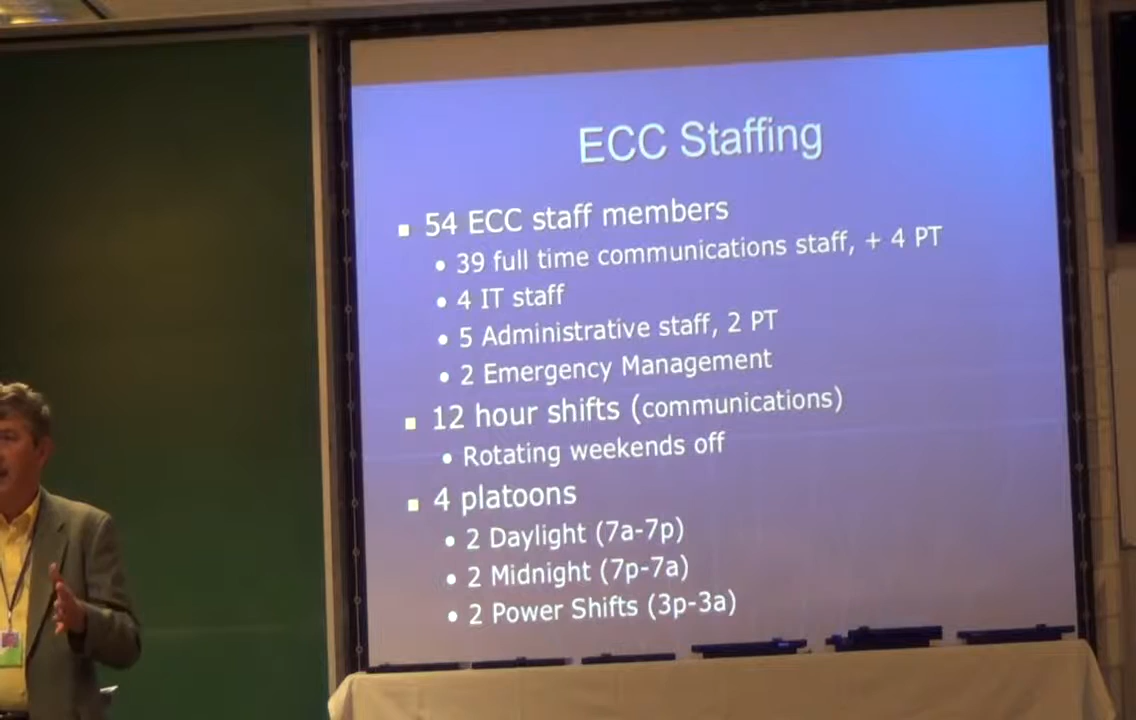 ECC Staffing
54 ECC staff members
39 full time communications staff, + 4 PT
4 IT staff
5 Administrative staff, 2 PT
2 Emergency Management
12 hour shifts (communications)
Rotating weekends off
4 platoons
2 Daylight (7a-7p)
2 Midnight (7p-7a)
2 Power Shifts (3p-3a)